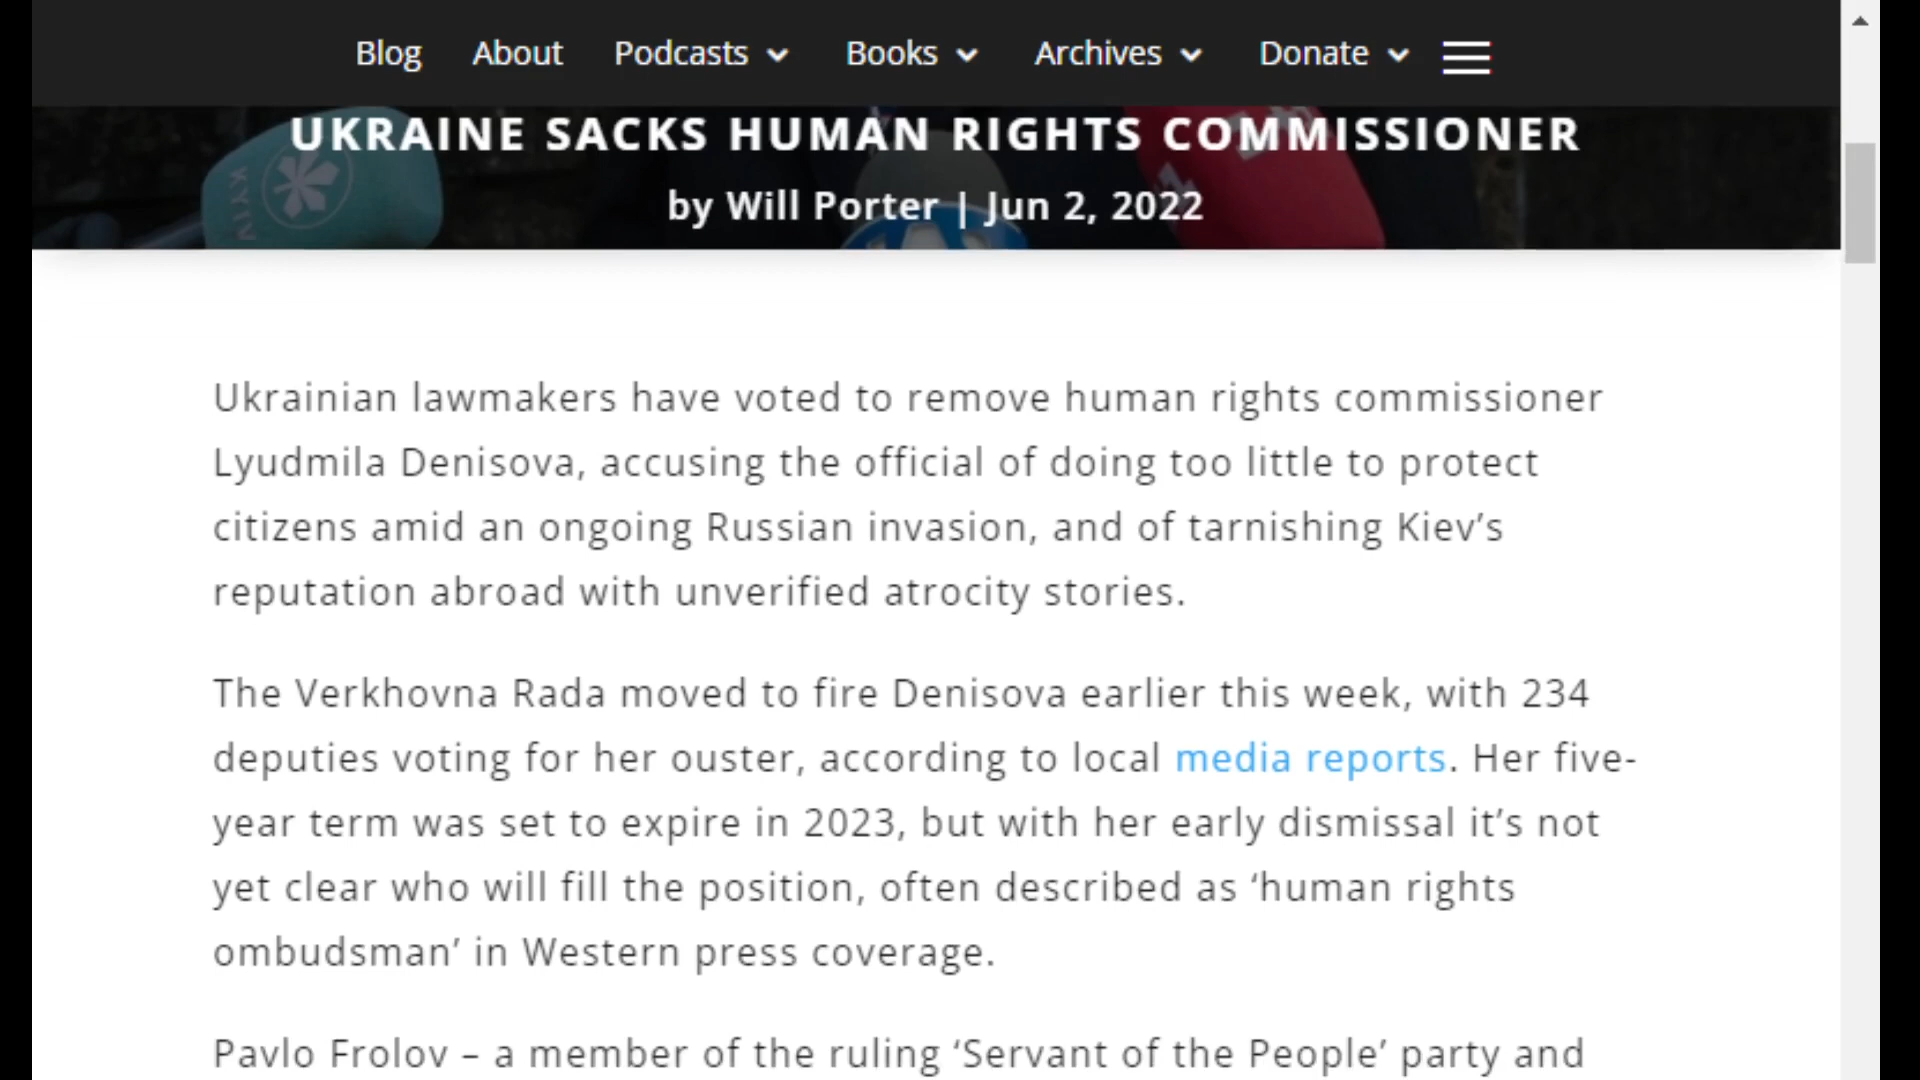 Blog About Podcasts Books Archives Donate
UKRAINE SACKS HUMAN RIGHTS COMMISSIONER
by Will Porter | Jun 2, 2022
KYIV
Ukrainian lawmakers have voted to remove human rights commissioner
Lyudmila Denisova, accusing the official of doing too little to protect
citizens amid an ongoing Russian invasion, and of tarnishing Kiev’s
reputation abroad with unverified atrocity stories.
The Verkhovna Rada moved to fire Denisova earlier this week, with 234
deputies voting for her ouster, according to local media reports. Her five-
year term was set to expire in 2023, but with her early dismissal it’s not
yet clear who will fill the position, often described as ‘human rights
ombudsman’ in Western press coverage.
Pavlo Frolov – a member of the ruling ‘Servant of the People’ party and